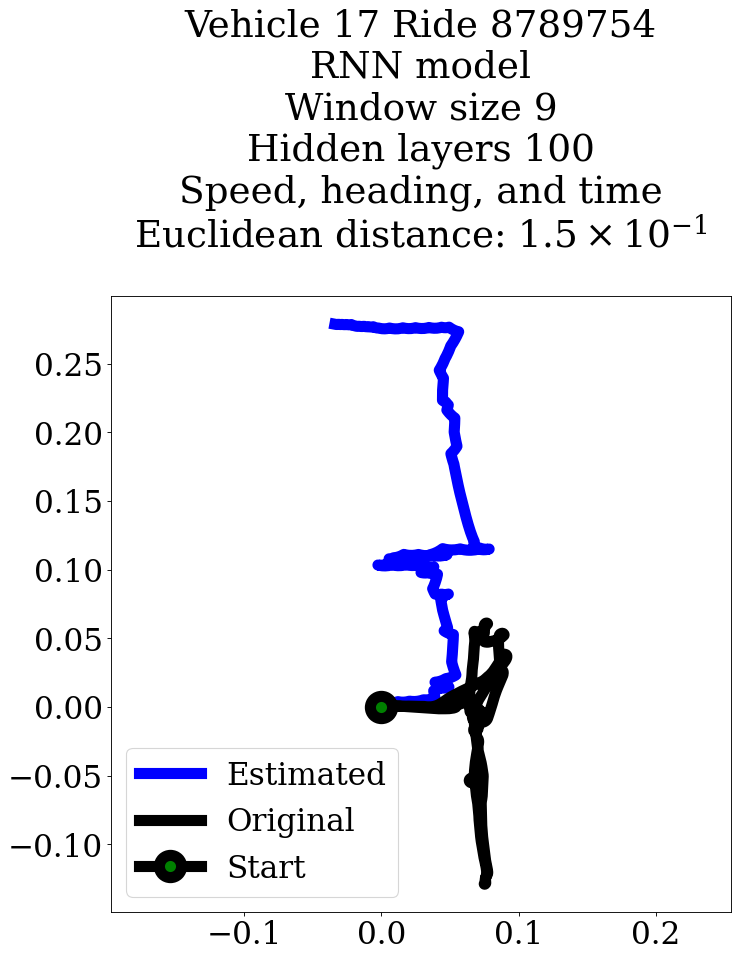 Vehicle 17 Ride 8789754
RNN model
Window size 9
Hidden layers 100
Speed, heading, and time
Euclidean distance: 1.5 × 10⁻¹
0.25
0.20
0.15
0.10
0.05
0.00
−0.05
−0.10
Estimated
Original
Start
−0.1 0.0 0.1 0.2